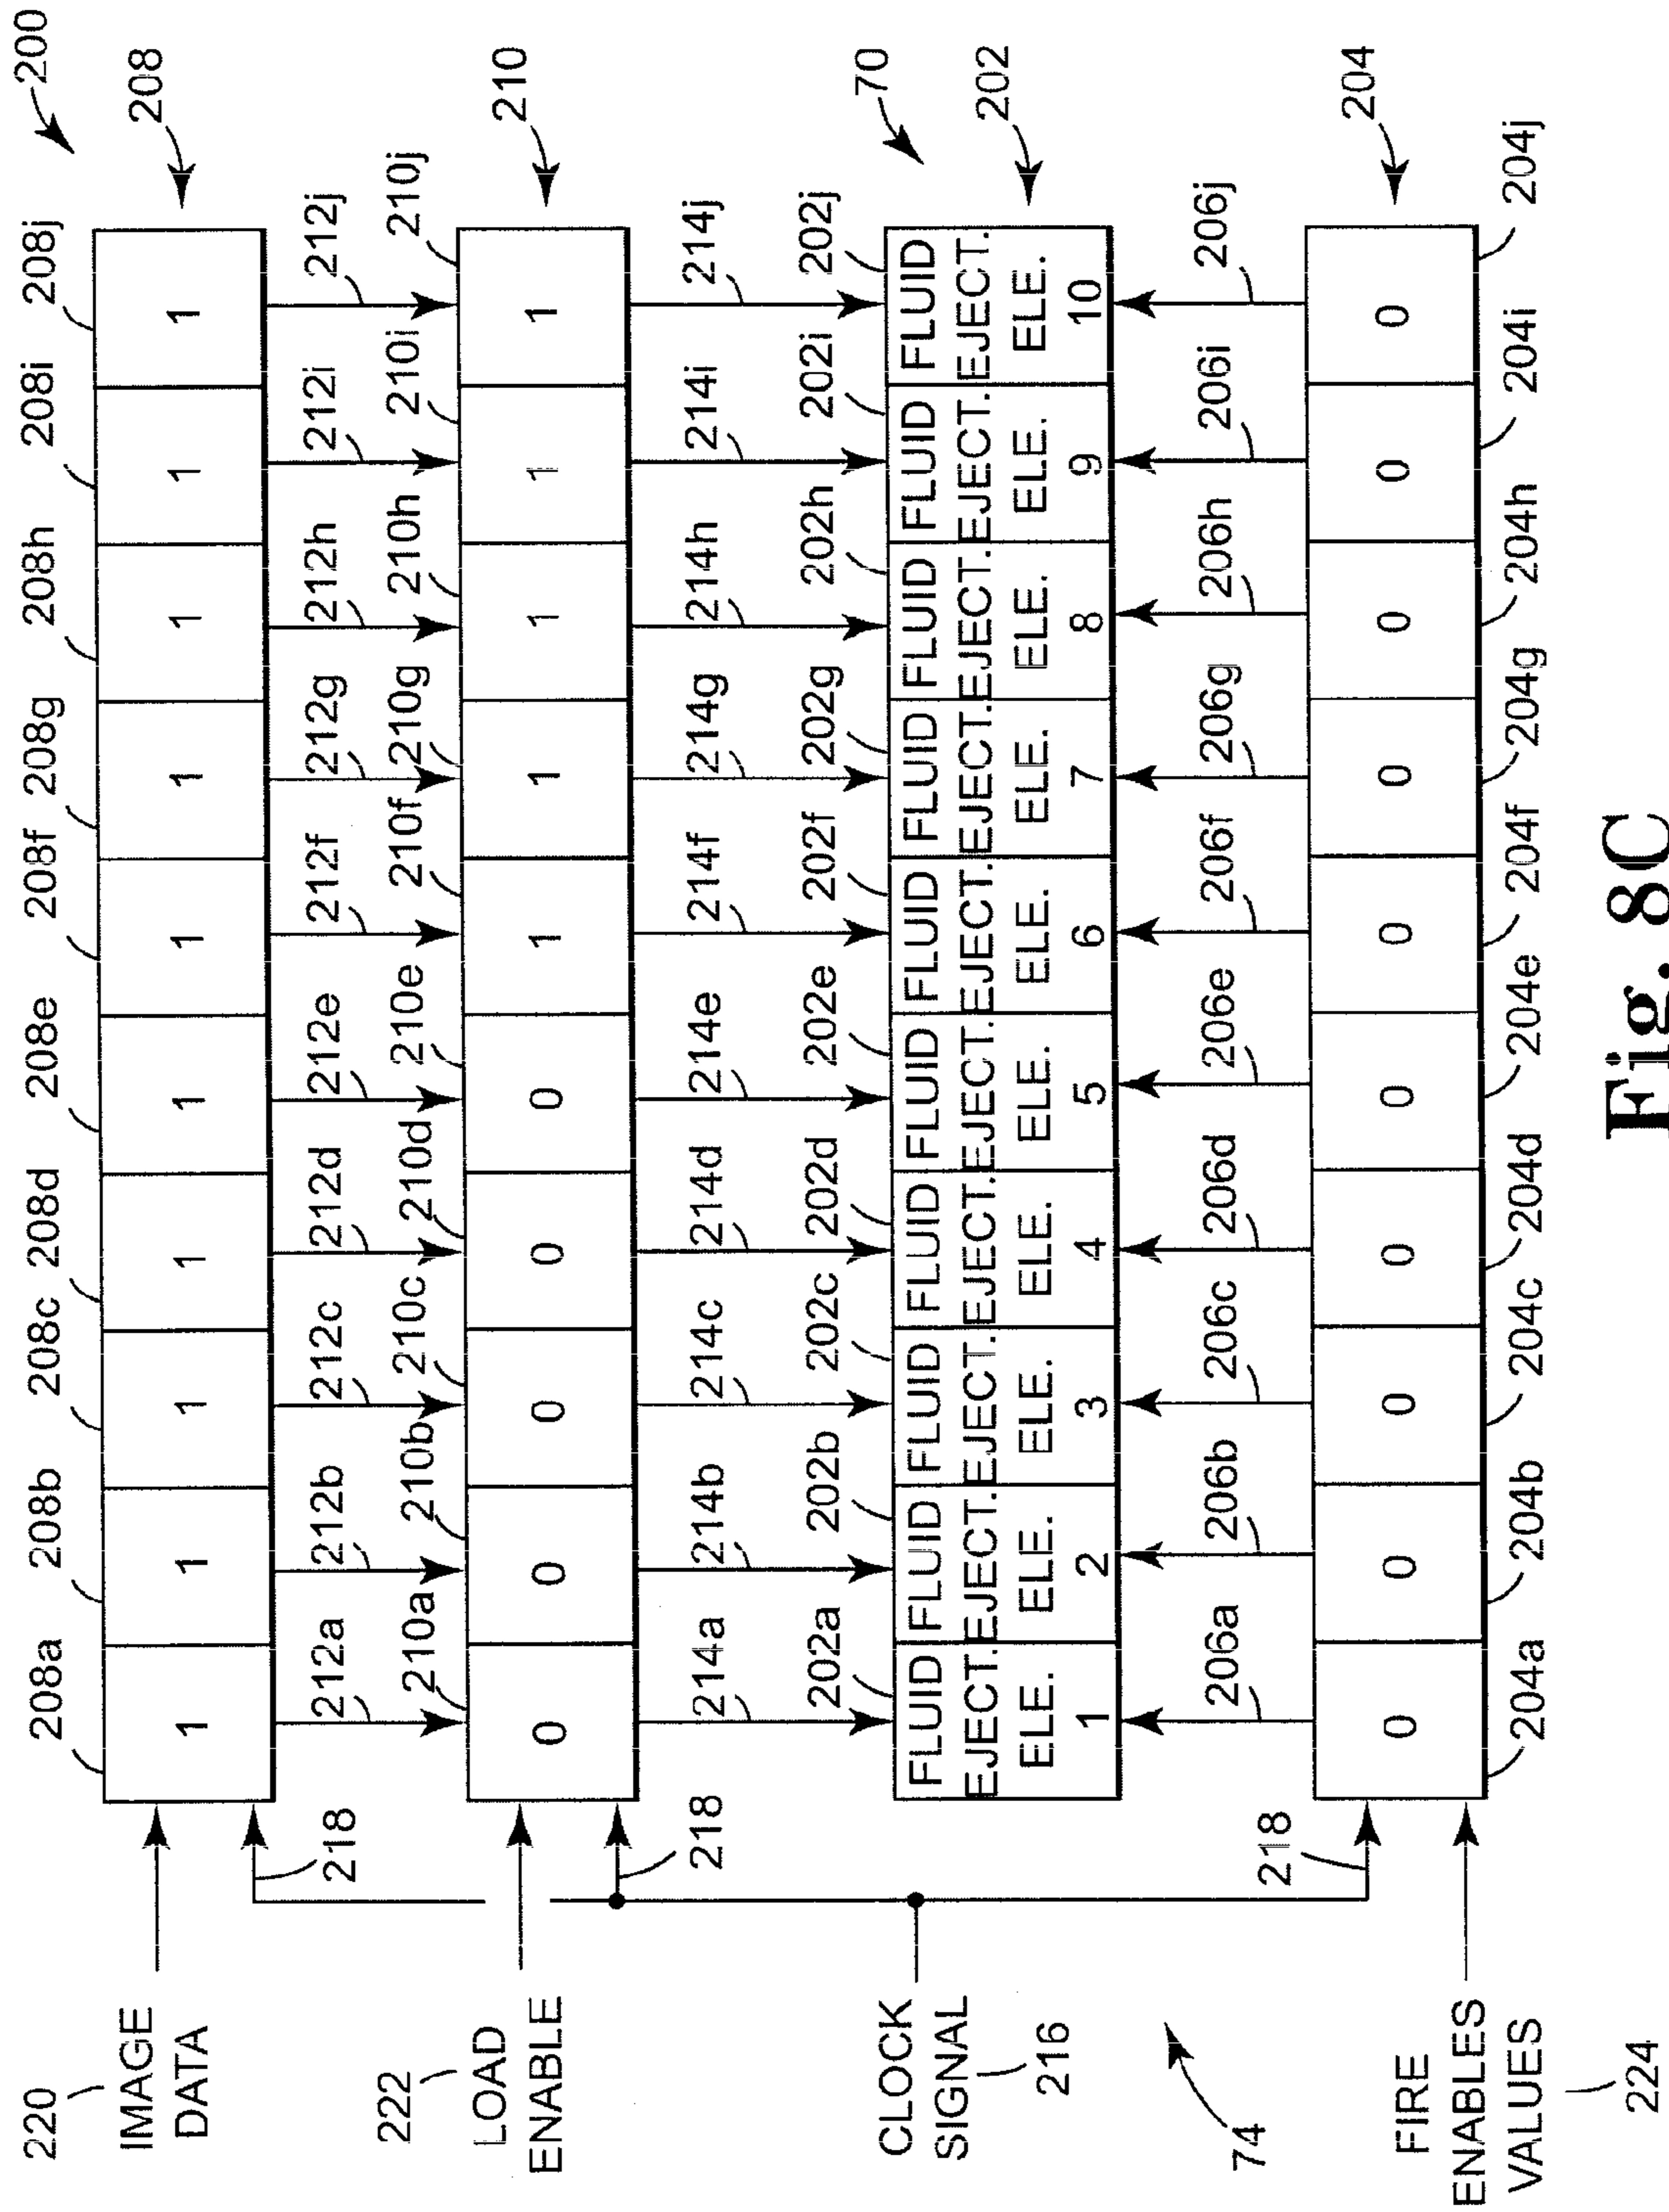 200
208a 208b 208c 208d 208e 208f 208g 208h 208i 208j 208
220
IMAGE
DATA
1 1 1 1 1 1 1 1 1 1
218
212a 212b 212c 212d 212e 212f 212g 212h 212i 212j
210a 210b 210c 210d 210e 210f 210g 210h 210i 210j 210
222
LOAD
ENABLE
0 0 0 0 0 1 1 1 1 1
218
214a 214b 214c 214d 214e 214f 214g 214h 214i 214j
202a 202b 202c 202d 202e 202f 202g 202h 202i 202j 70
CLOCK
SIGNAL
216
FLUID FLUID FLUID FLUID FLUID FLUID FLUID FLUID FLUID FLUID
EJECT. EJECT. EJECT. EJECT. EJECT. EJECT. EJECT. EJECT. EJECT. EJECT.
ELE. ELE. ELE. ELE. ELE. ELE. ELE. ELE. ELE. ELE.
1 2 3 4 5 6 7 8 9 10
202
74
218
206a 206b 206c 206d 206e 206f 206g 206h 206i 206j
204
FIRE
ENABLES
VALUES
224
0 0 0 0 0 0 0 0 0 0
204a 204b 204c 204d 204e 204f 204g 204h 204i 204j
Fig. 8C